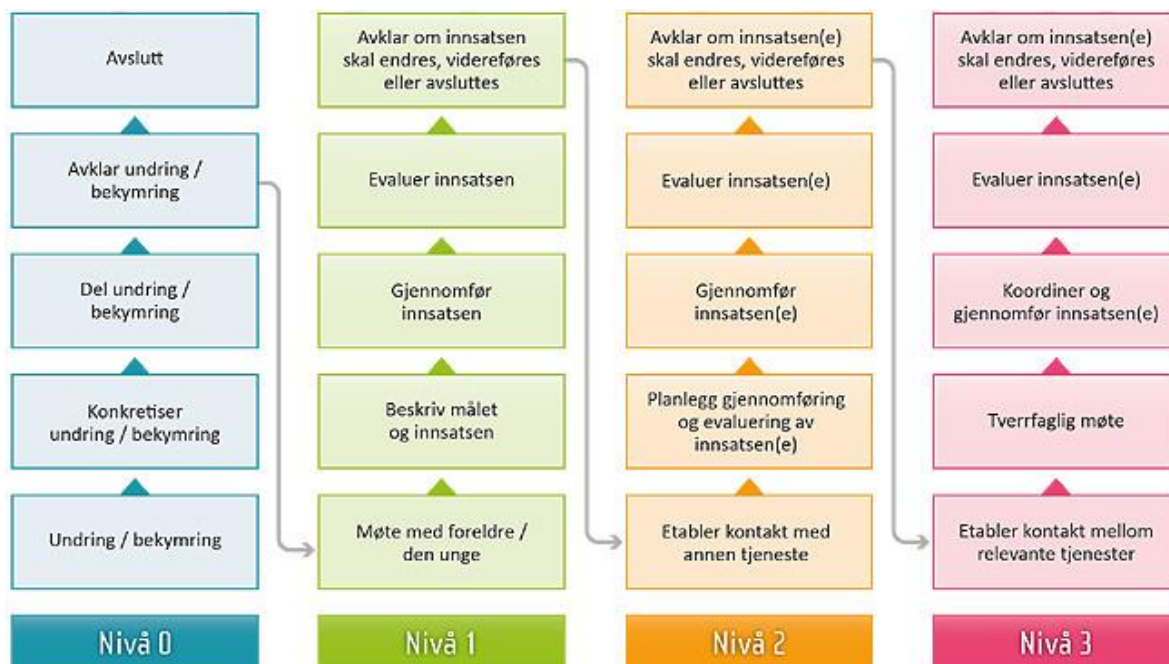 Avslutt
Avklar undring /
bekymring
Del undring /
bekymring
Konkretiser
undring / bekymring
Undring / bekymring
Nivå 0
Avklar om innsatsen
skal endres, videreføres
eller avsluttes
Evaluer innsatsen
Gjennomfør
innsatsen
Beskriv målet
og innsatsen
Møte med foreldre /
den unge
Nivå 1
Avklar om innsatsen(e)
skal endres, videreføres
eller avsluttes
Evaluer innsatsen(e)
Gjennomfør
innsatsen(e)
Planlegg gjennomføring
og evaluering av
innsatsen(e)
Etabler kontakt med
annen tjeneste
Nivå 2
Avklar om innsatsen(e)
skal endres, videreføres
eller avsluttes
Evaluer innsatsen(e)
Koordiner og
gjennomfør innsatsen(e)
Tverrfaglig møte
Etabler kontakt mellom
relevante tjenester
Nivå 3